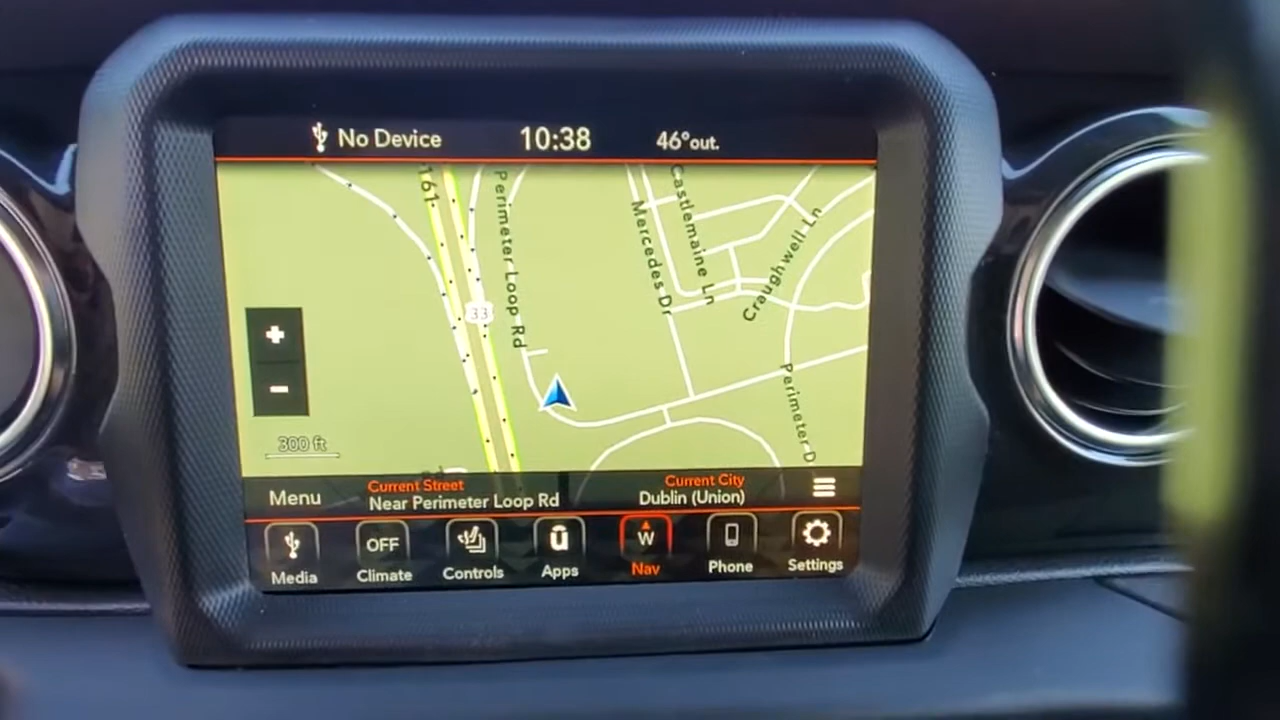 No Device 10:38 46°out.
161
Perimeter Loop Rd
33
Mercedes Dr
Castlemaine Ln
Craughwell Ln
Perimeter D
+
-
300 ft
Rd
Menu
Current Street
Near Perimeter Loop Rd
Current City
Dublin (Union)
OFF
W
Media Climate Controls Apps Nav Phone Settings